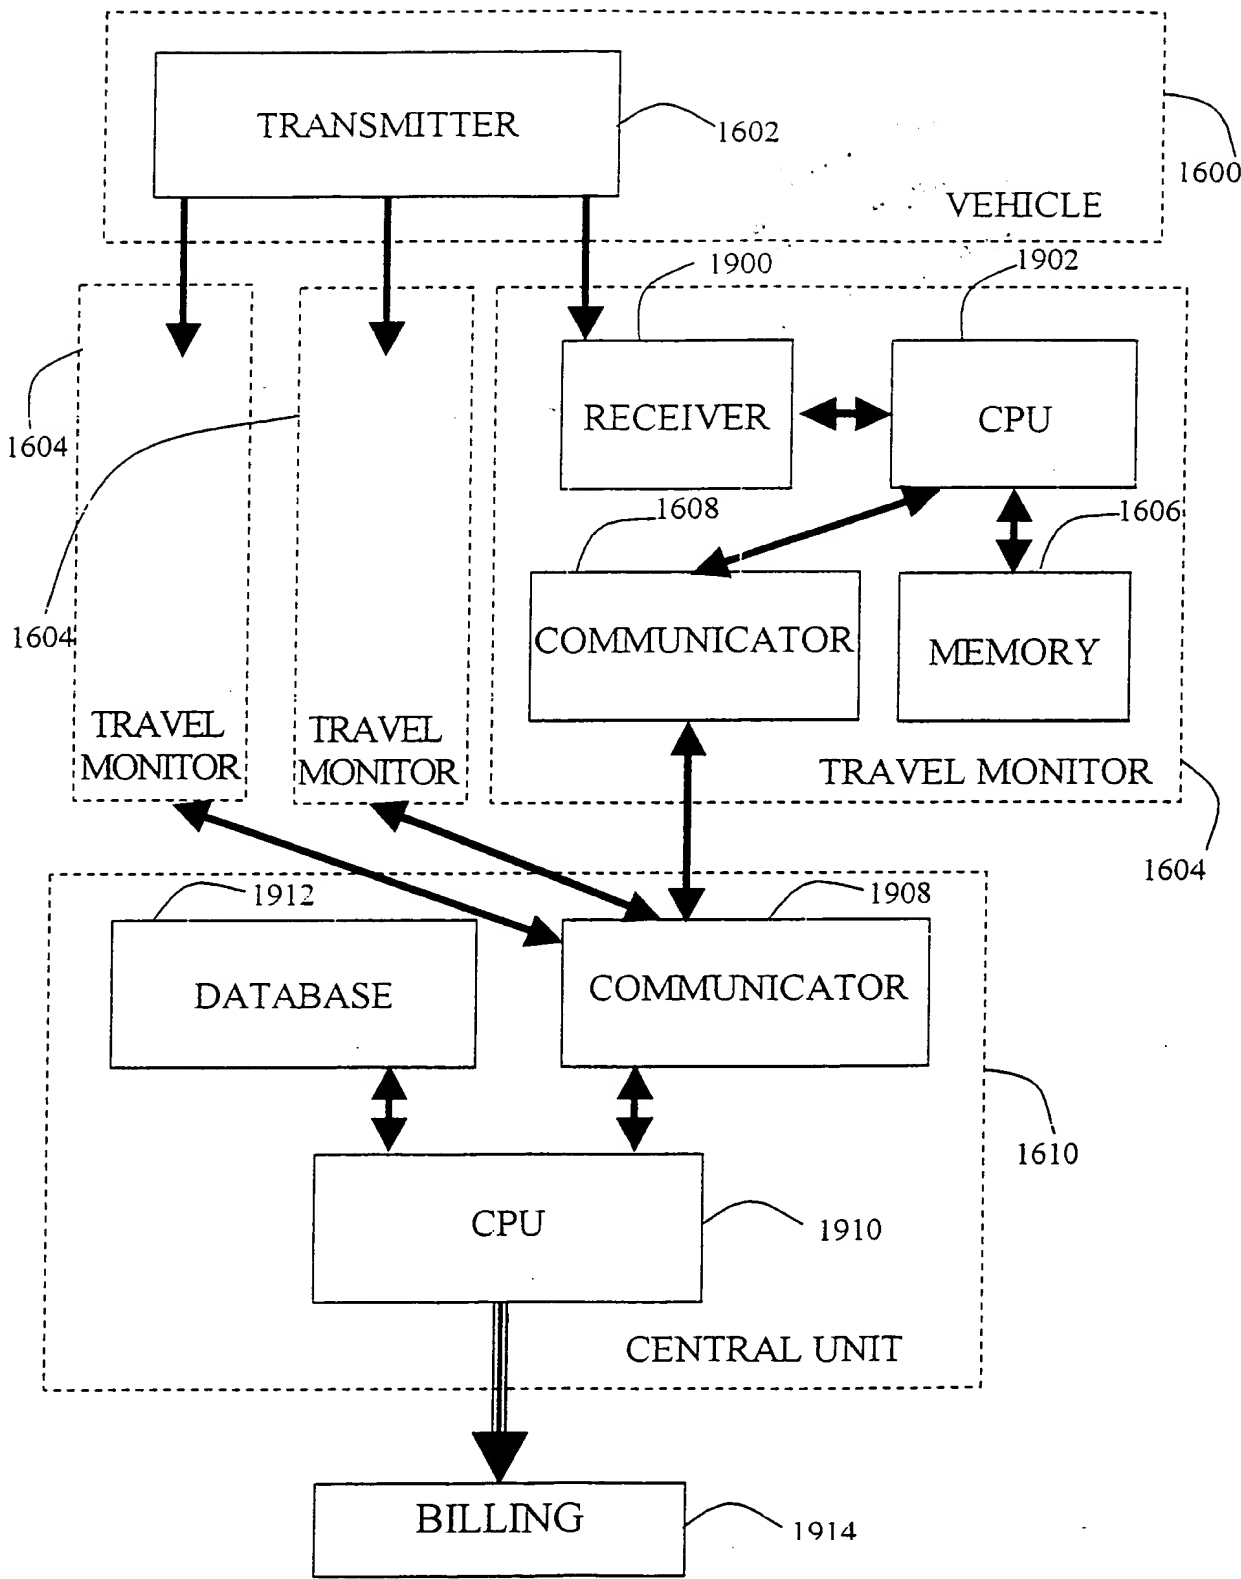 TRANSMITTER
1602
1600
VEHICLE
1900
1902
1604
RECEIVER
CPU
1608
1606
1604
COMMUNICATOR
MEMORY
TRAVEL
MONITOR
TRAVEL
MONITOR
TRAVEL MONITOR
1604
1912
1908
DATABASE
COMMUNICATOR
1610
CPU
1910
CENTRAL UNIT
BILLING
1914